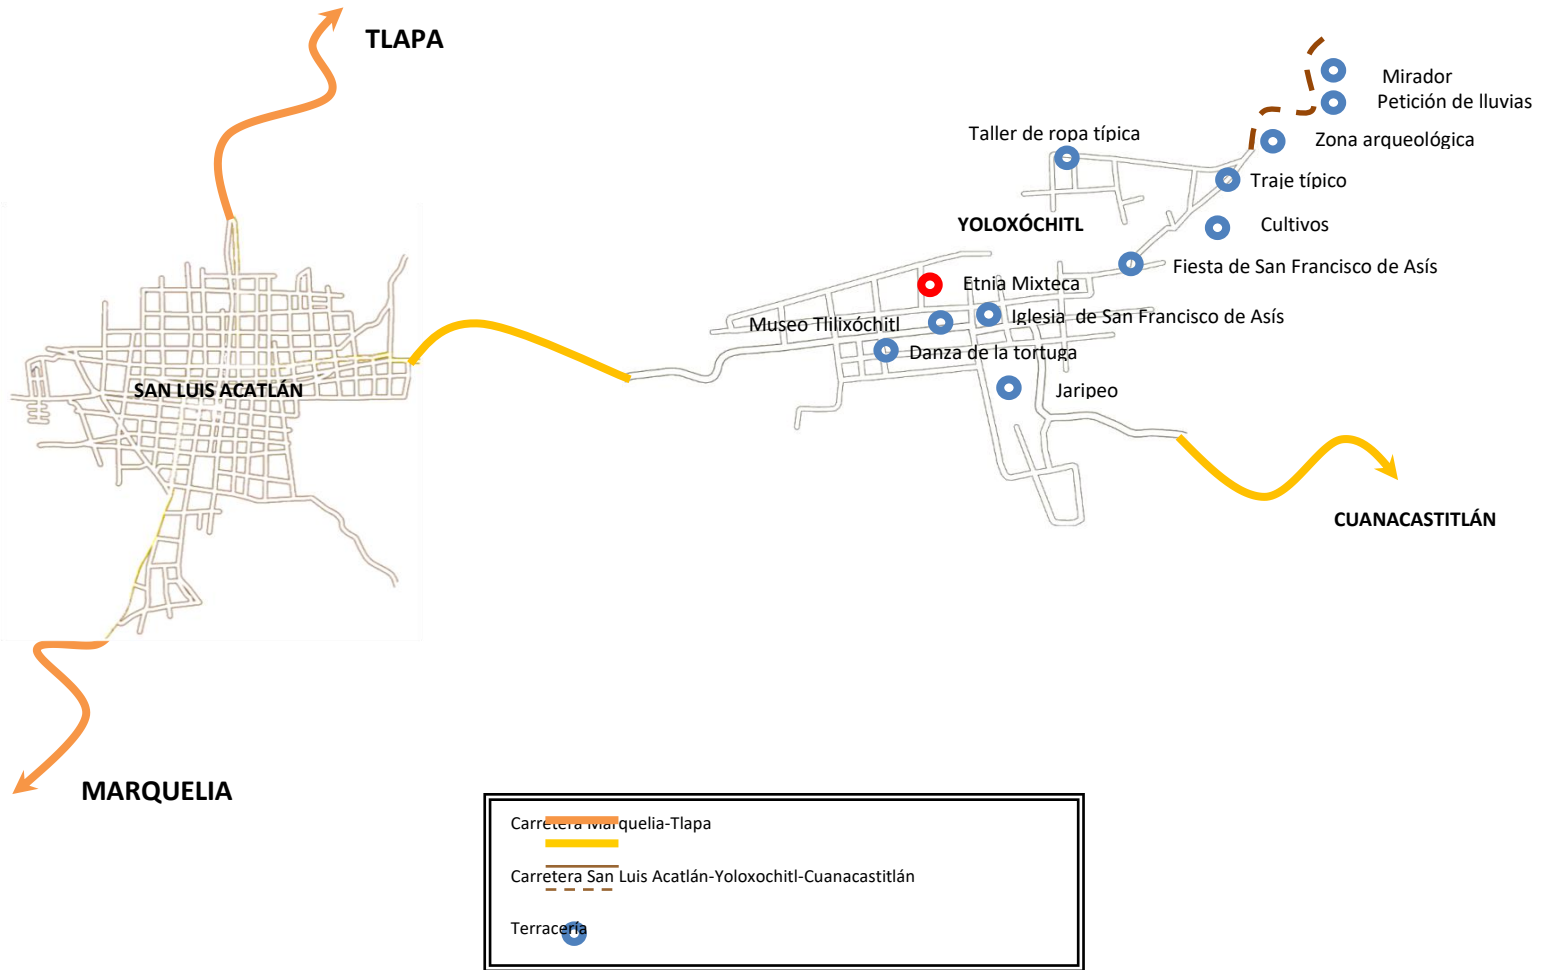 TLAPA
Mirador
Petición de lluvias
Taller de ropa típica
Zona arqueológica
Traje típico
YOLOXÓCHITL
Cultivos
Fiesta de San Francisco de Asís
Etnia Mixteca
Museo Tlilixóchitl
Iglesia de San Francisco de Asís
Danza de la tortuga
SAN LUIS ACATLÁN
Jaripeo
CUANACASTITLÁN
MARQUELIA
Carretera Marquelia-Tlapa
Carretera San Luis Acatlán-Yoloxochitl-Cuanacastitlán
Terracería